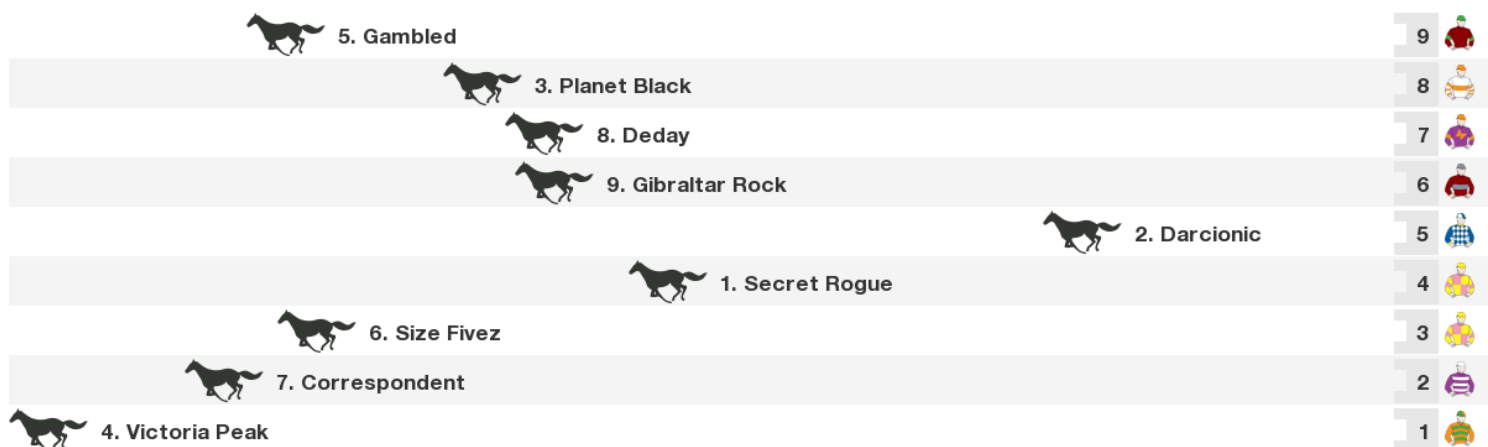 5. Gambled 9
3. Planet Black 8
8. Deday 7
9. Gibraltar Rock 6
2. Darcionic 5
1. Secret Rogue 4
6. Size Fivez 3
7. Correspondent 2
4. Victoria Peak 1